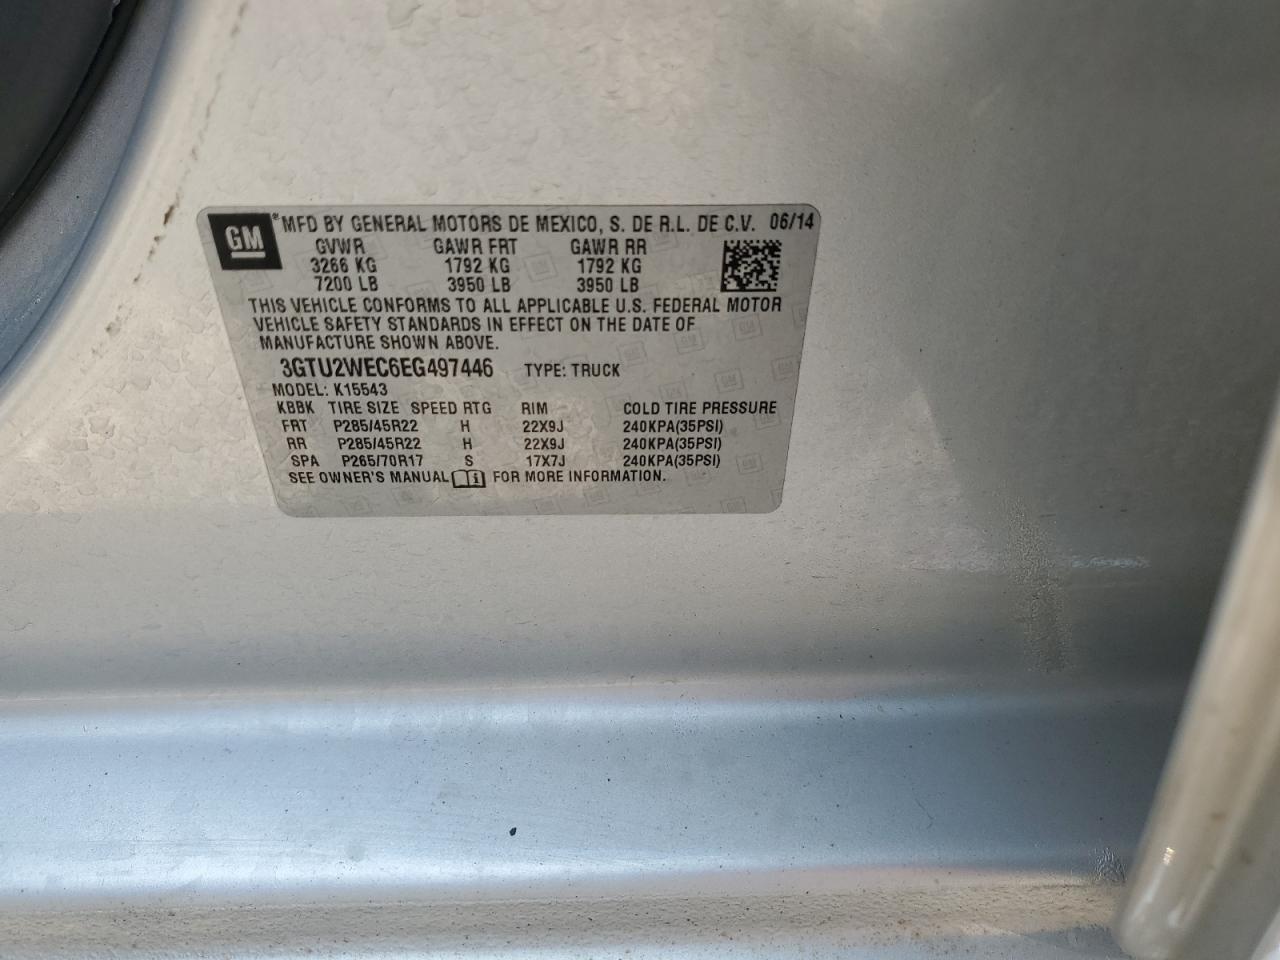 GM ® MFD BY GENERAL MOTORS DE MEXICO, S. DE R.L. DE C.V. 06/14
GVWR GAWR FRT GAWR RR
3266 KG 1792 KG 1792 KG
7200 LB 3950 LB 3950 LB
THIS VEHICLE CONFORMS TO ALL APPLICABLE U.S. FEDERAL MOTOR
VEHICLE SAFETY STANDARDS IN EFFECT ON THE DATE OF
MANUFACTURE SHOWN ABOVE.
3GTU2WEC6EG497446 TYPE: TRUCK
MODEL: K15543
KBBK TIRE SIZE SPEED RTG RIM COLD TIRE PRESSURE
FRT P285/45R22 H 22X9J 240KPA(35PSI)
RR P285/45R22 H 22X9J 240KPA(35PSI)
SPA P265/70R17 S 17X7J 240KPA(35PSI)
SEE OWNER'S MANUAL i FOR MORE INFORMATION.